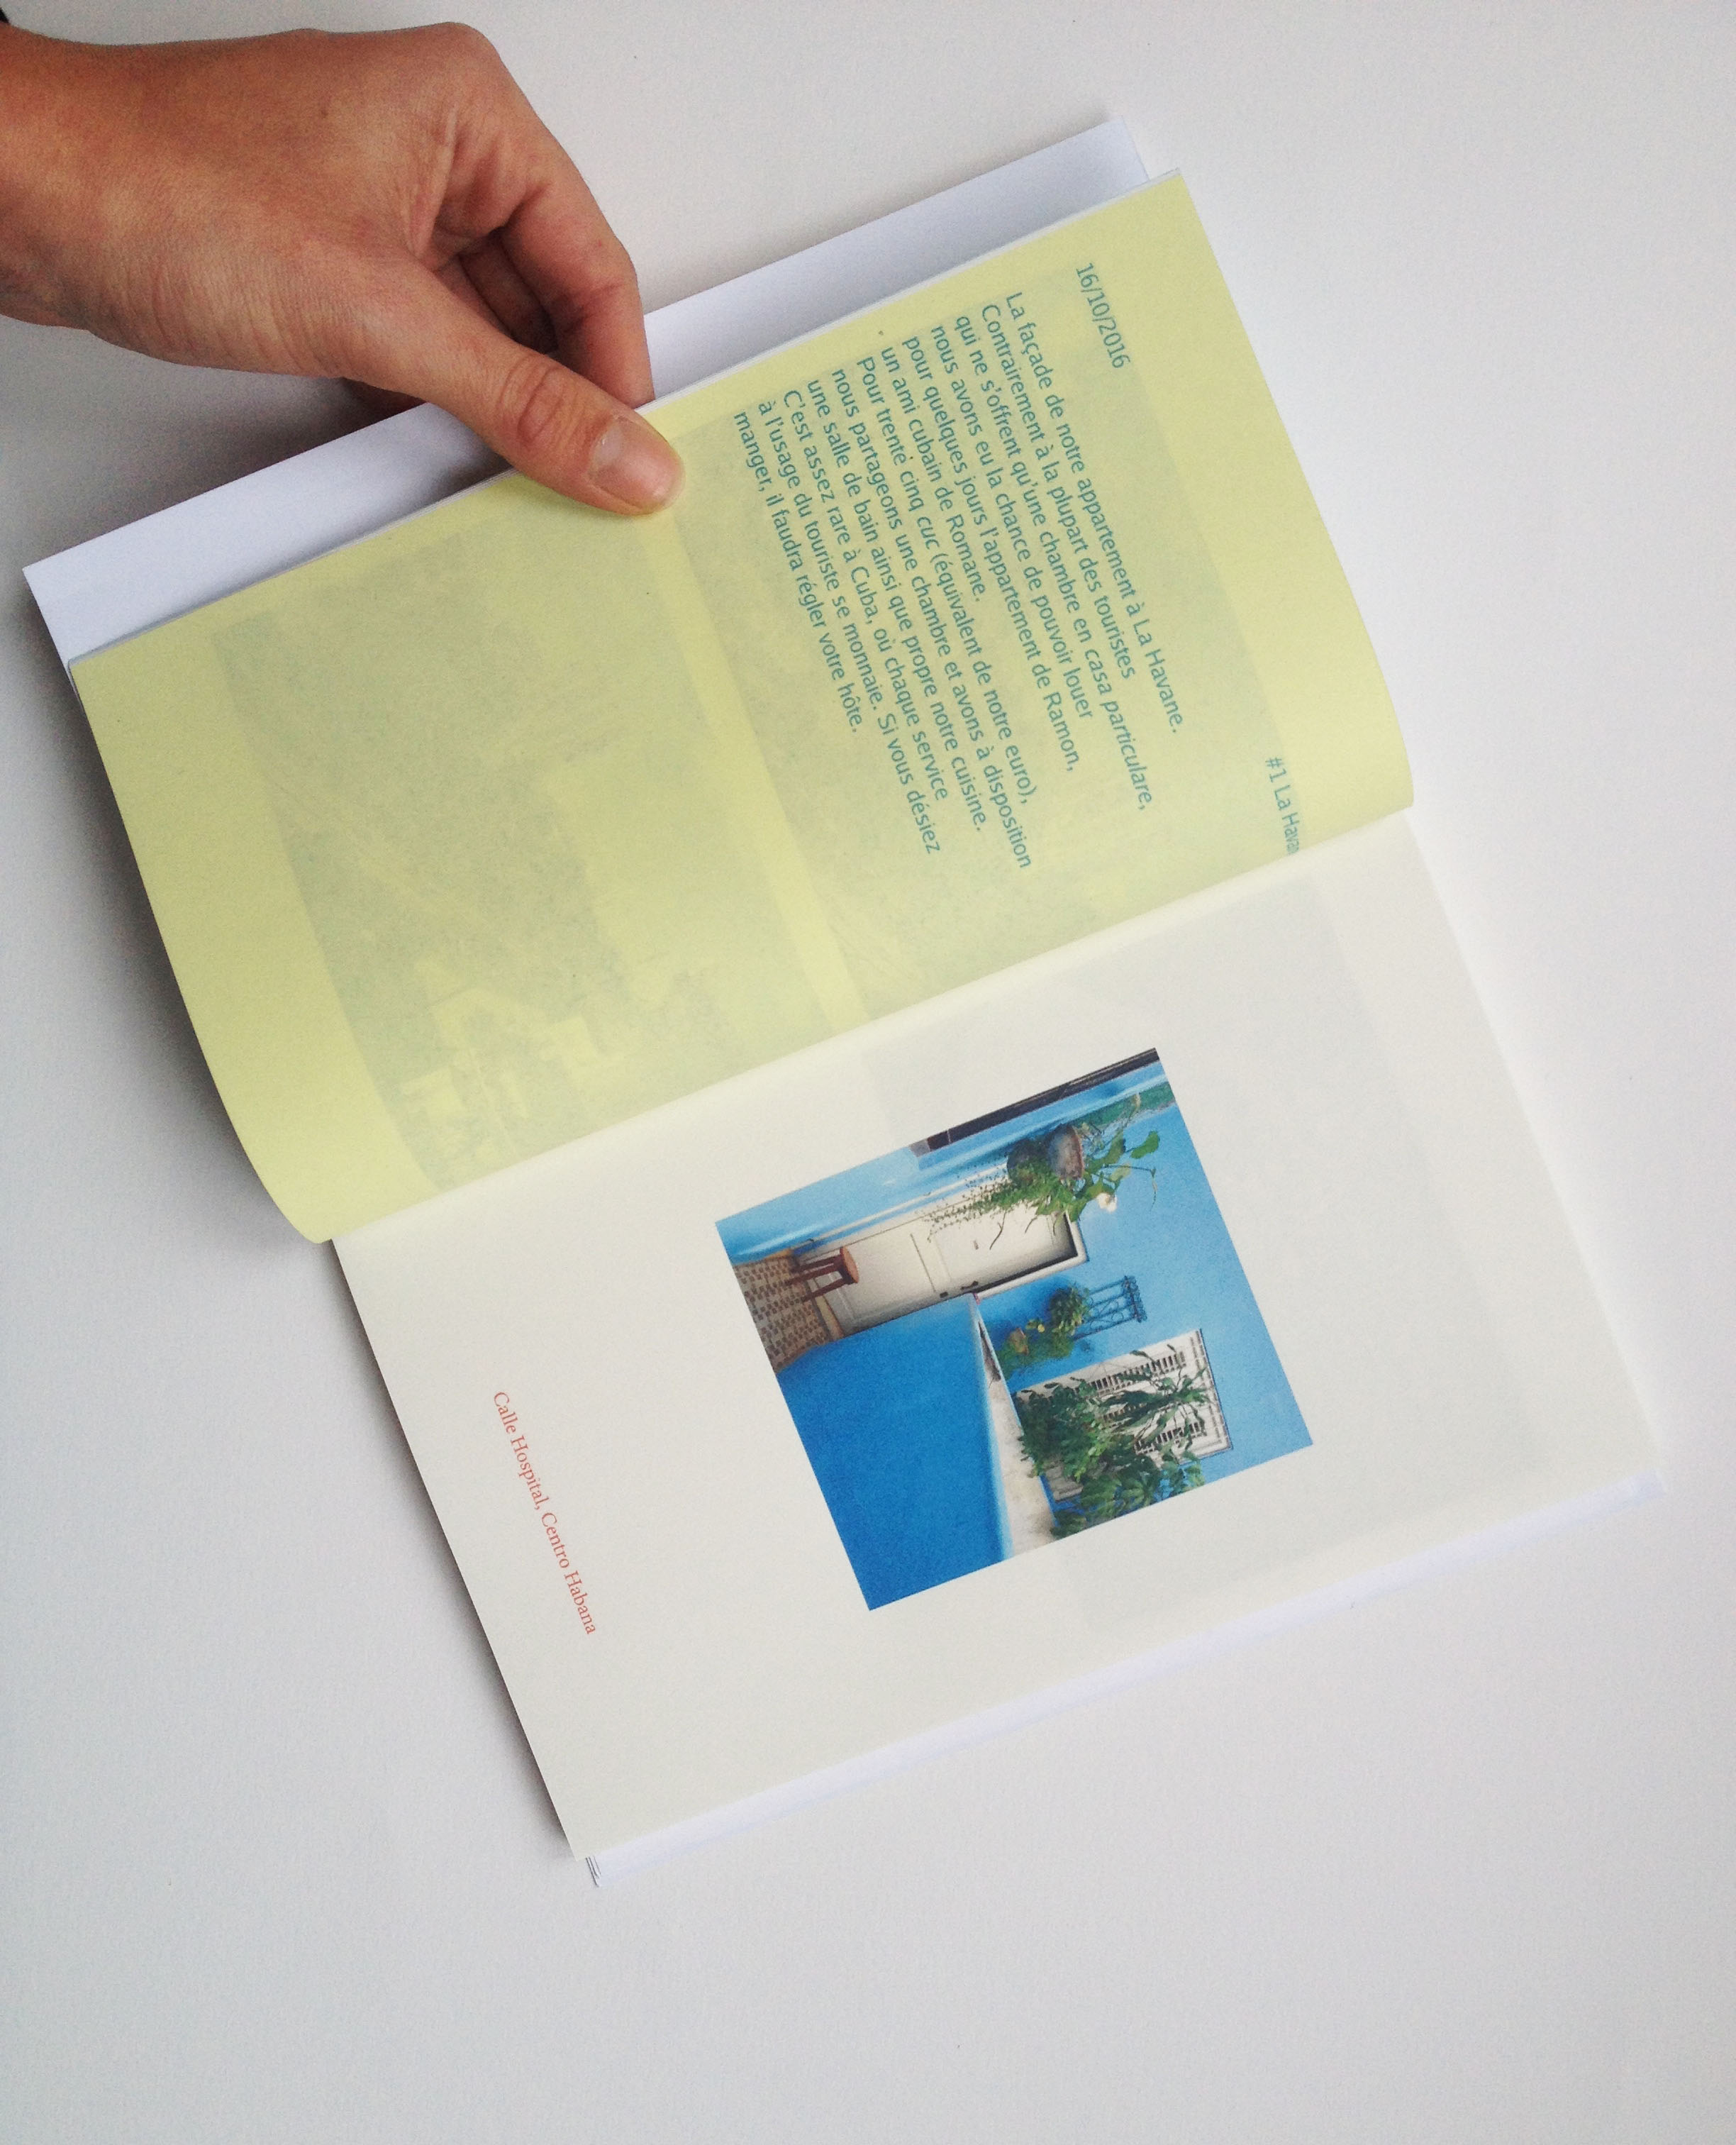 #1 La Havan
16/10/2016
La façade de notre appartement à La Havane.
Contrairement à la plupart des touristes
qui ne s'offrent qu'une chambre en casa particulare,
nous avons eu la chance de pouvoir louer
pour quelques jours l'appartement de Ramon,
un ami cubain de Romane.
Pour trente cinq cuc (équivalent de notre euro),
nous partageons une chambre et avons à disposition
une salle de bain ainsi que propre notre cuisine.
C'est assez rare à Cuba, où chaque service
à l'usage du touriste se monnaie. Si vous désiez
manger, il faudra régler votre hôte.
Calle Hospital, Centro Habana